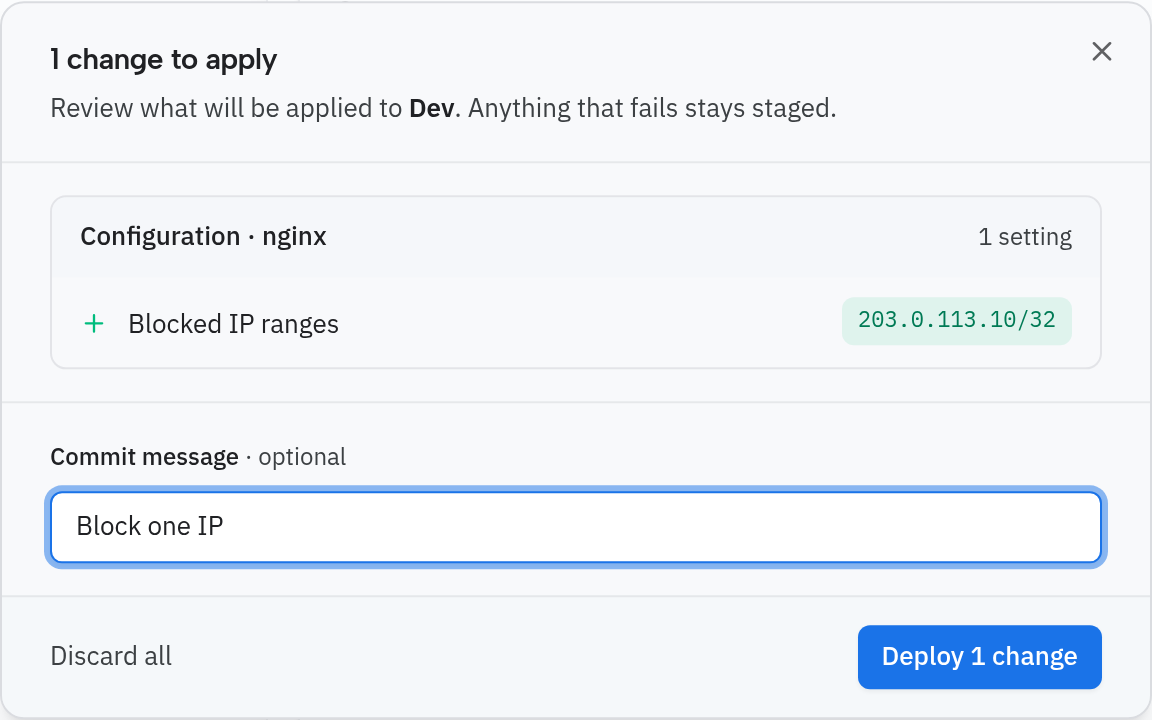 1 change to apply
Review what will be applied to Dev. Anything that fails stays staged.
Configuration · nginx
1 setting
+ Blocked IP ranges
203.0.113.10/32
Commit message · optional
Block one IP
Discard all
Deploy 1 change